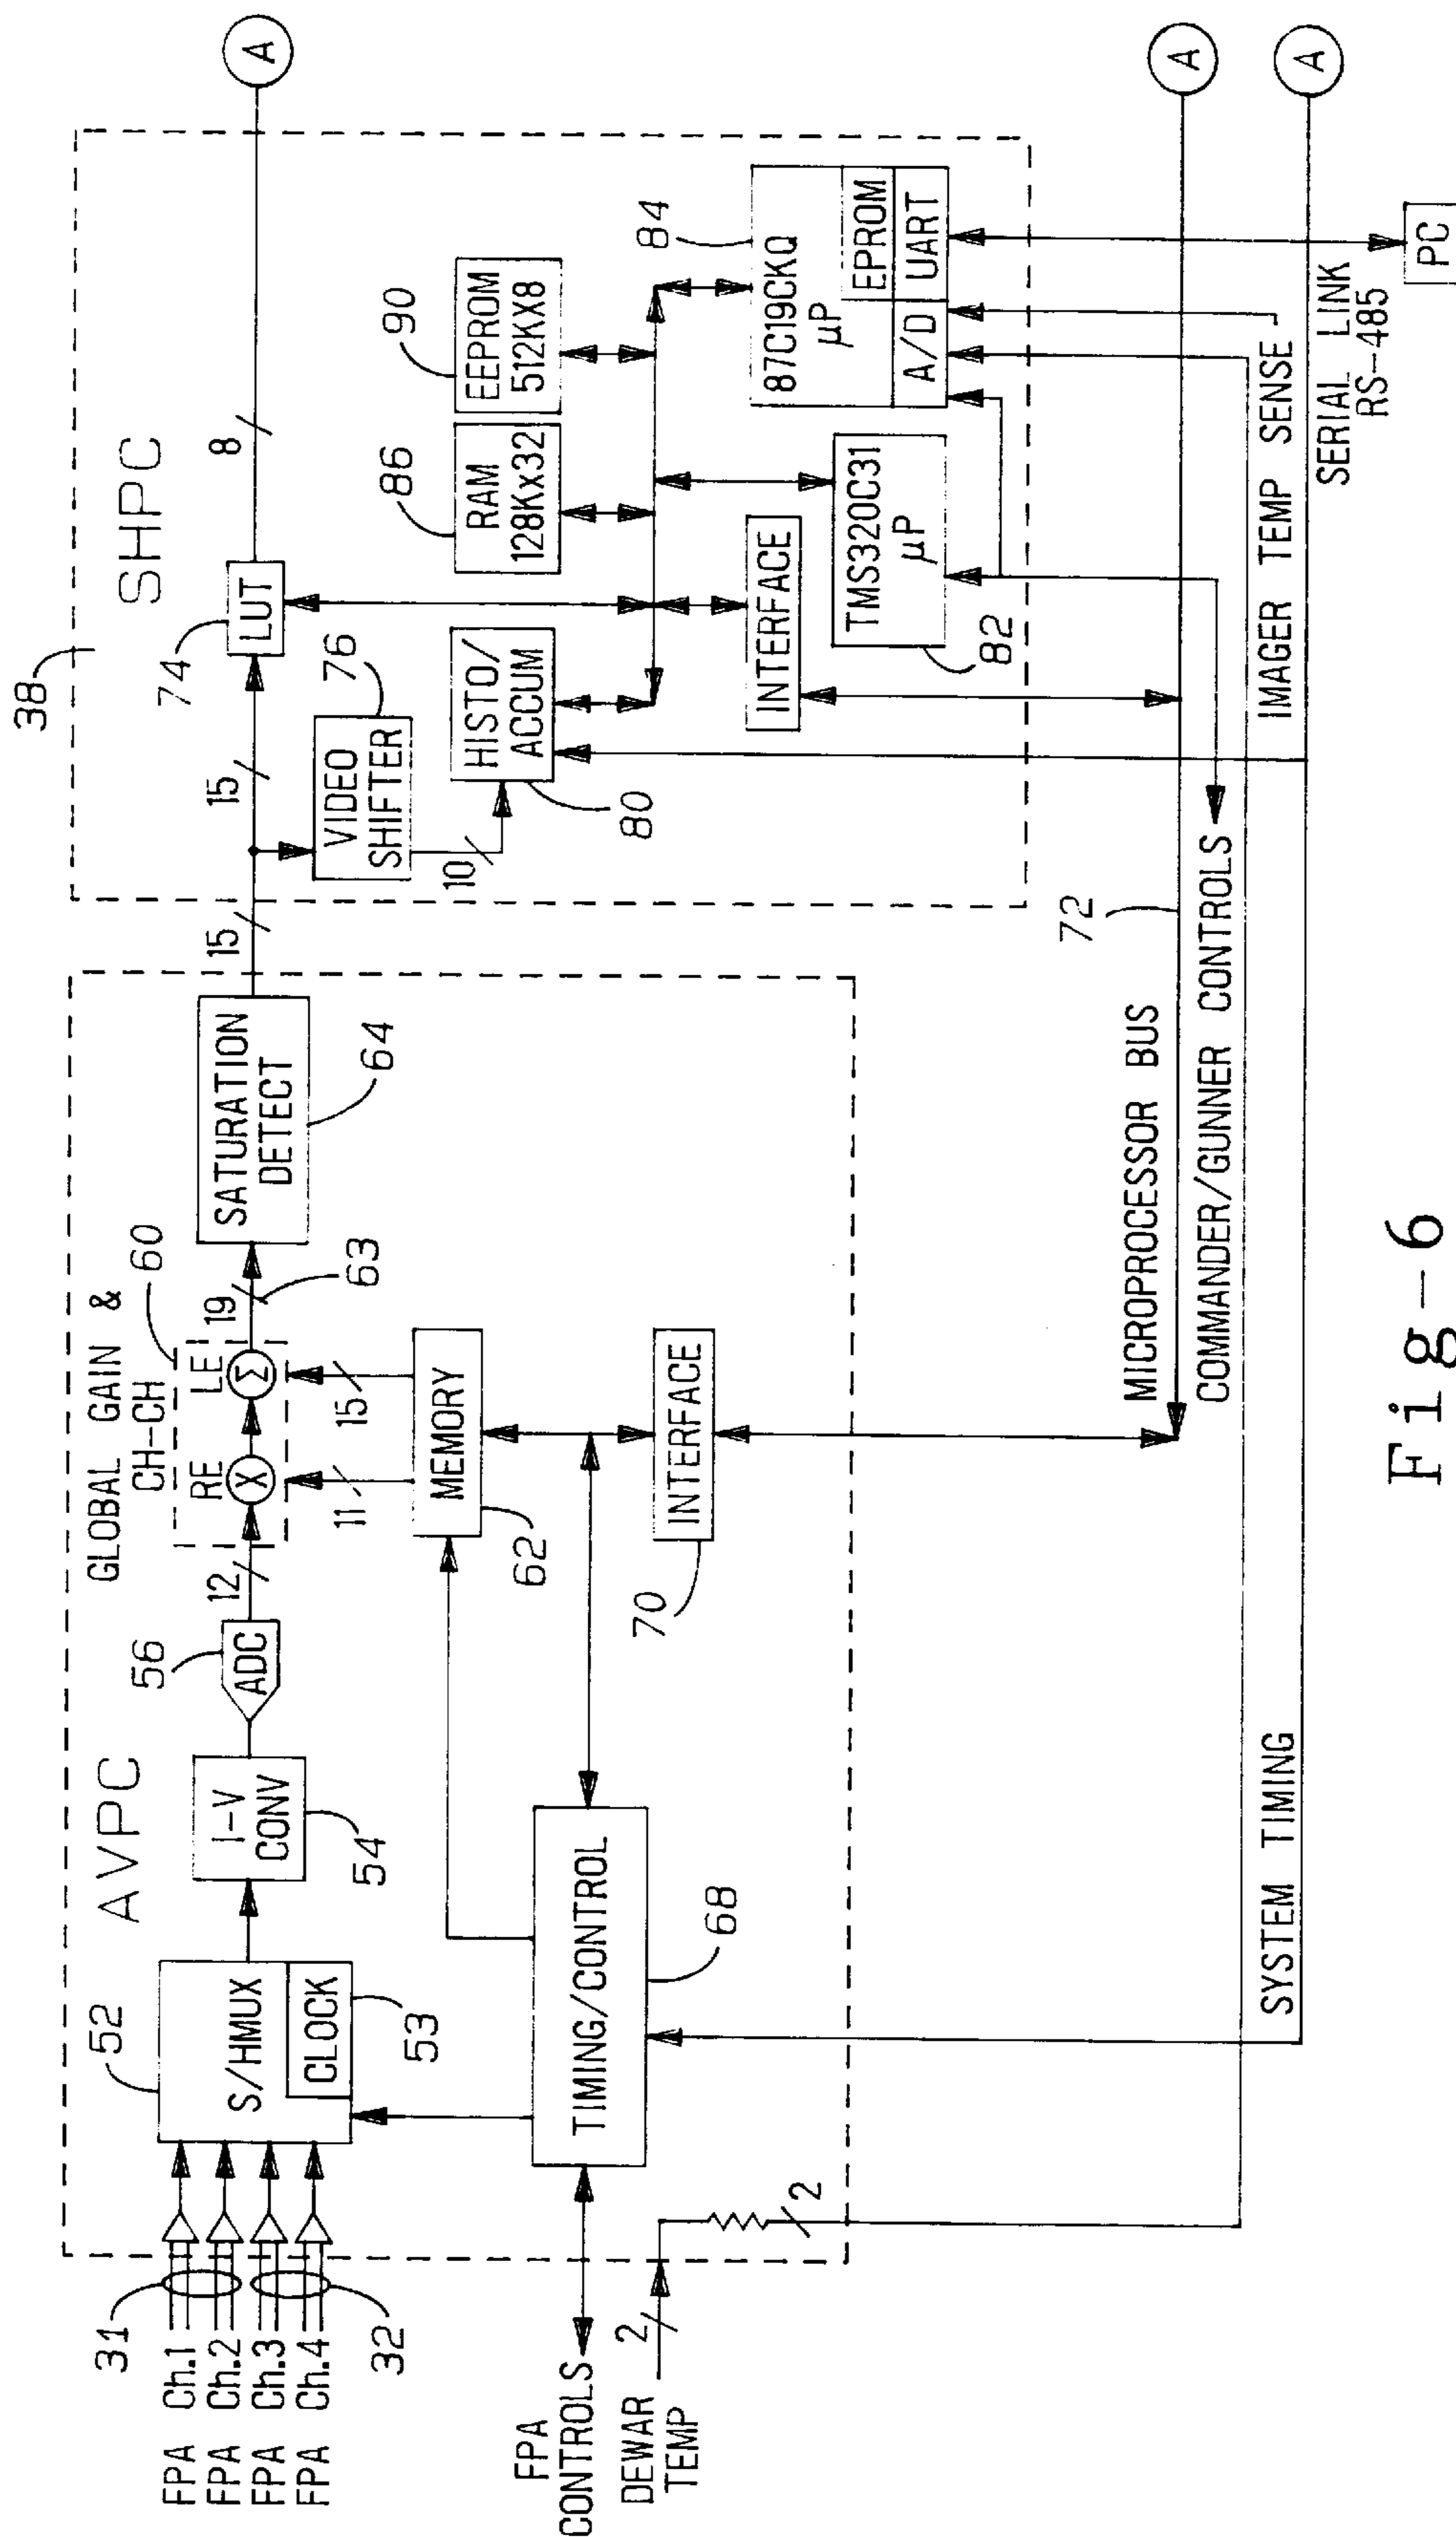 38
AVPC
SHPC
FPA Ch.1
FPA Ch.2
FPA Ch.3
FPA Ch.4
31
32
52
S/HMUX
CLOCK
53
I-V
CONV
54
56
ADC
12
GLOBAL GAIN &
CH-CH
60
RE
LE
X
Σ
19
63
SATURATION
DETECT
64
11
15
MEMORY
62
INTERFACE
70
TIMING/CONTROL
68
FPA
CONTROLS
DEWAR
TEMP
2
2
15
15
74
LUT
8
A
VIDEO
SHIFTER
76
10
HISTO/
ACCUM
80
RAM
128Kx32
86
EEPROM
512KX8
90
INTERFACE
TMS320C31
µP
82
87C19CKQ
µP
84
EPROM
A/D
UART
MICROPROCESSOR BUS
72
A
COMMANDER/GUNNER CONTROLS
IMAGER TEMP SENSE
SYSTEM TIMING
A
SERIAL LINK
RS-485
PC
Fig-6